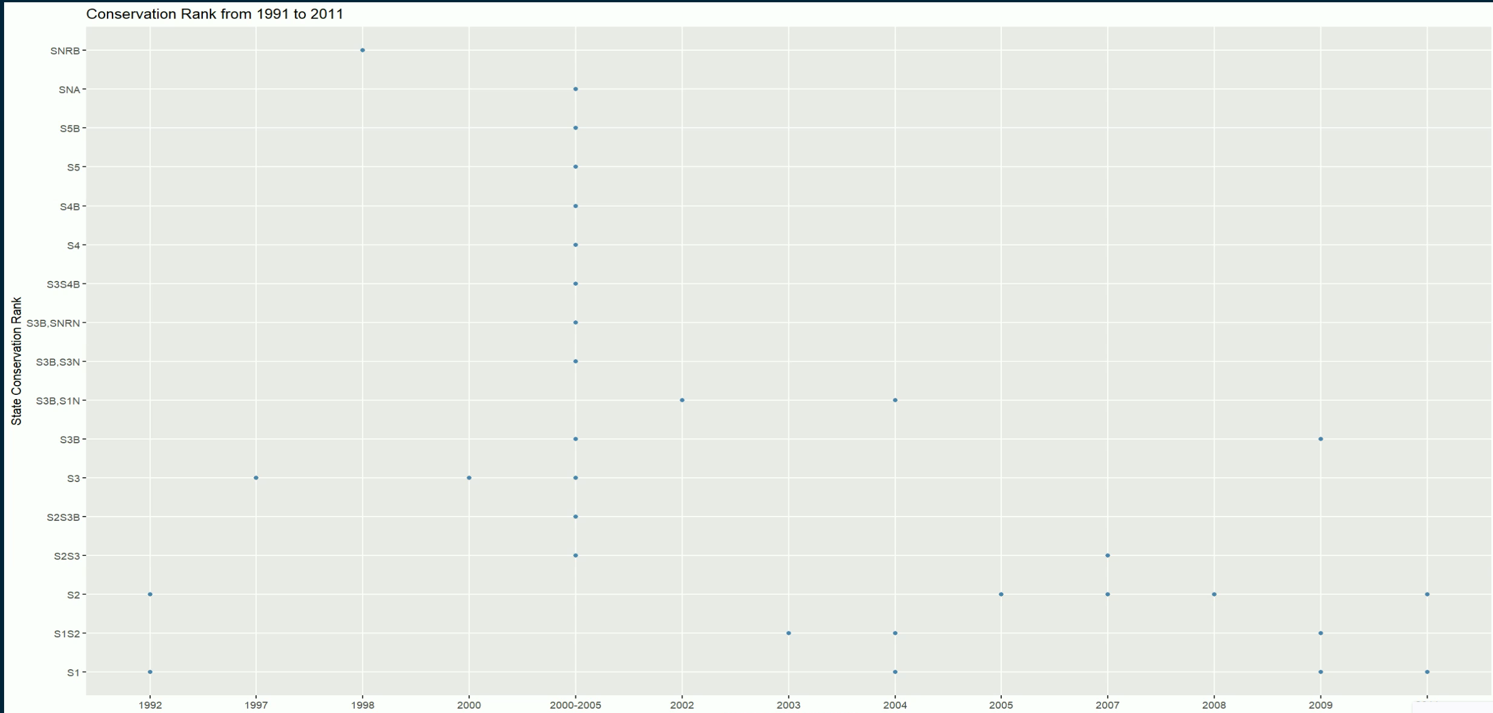 Conservation Rank from 1991 to 2011
State Conservation Rank
SNRB
SNA
S5B
S5
S4B
S4
S3S4B
S3B,SNRN
S3B,S3N
S3B,S1N
S3B
S3
S2S3B
S2S3
S2
S1S2
S1
1992 1997 1998 2000 2000-2005 2002 2003 2004 2005 2007 2008 2009